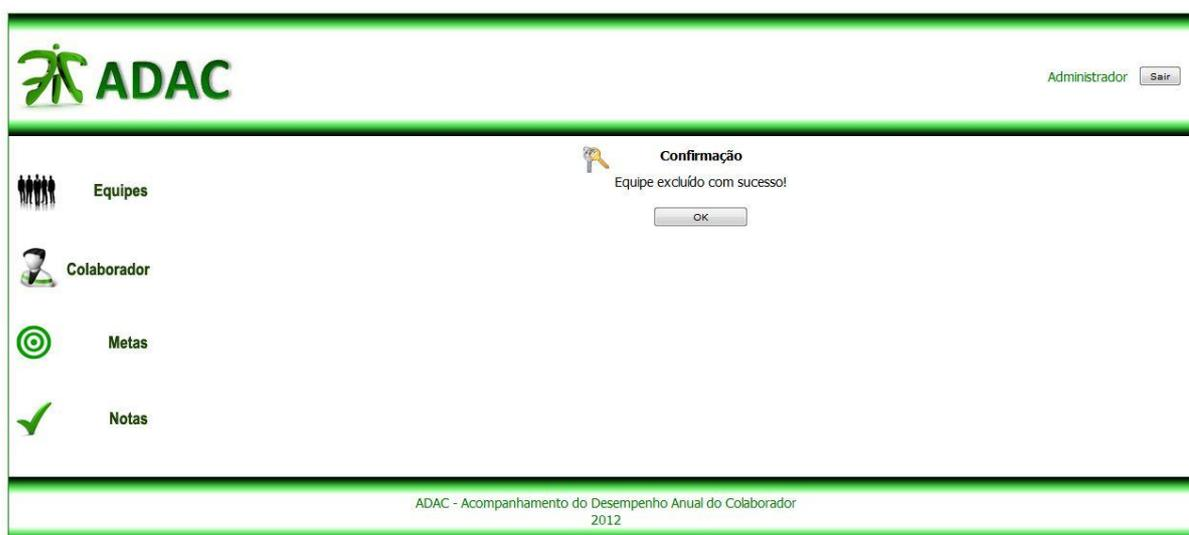 ADAC
Administrador
Sair
Confirmação
Equipe excluído com sucesso!
OK
Equipes
Colaborador
Metas
Notas
ADAC - Acompanhamento do Desempenho Anual do Colaborador
2012